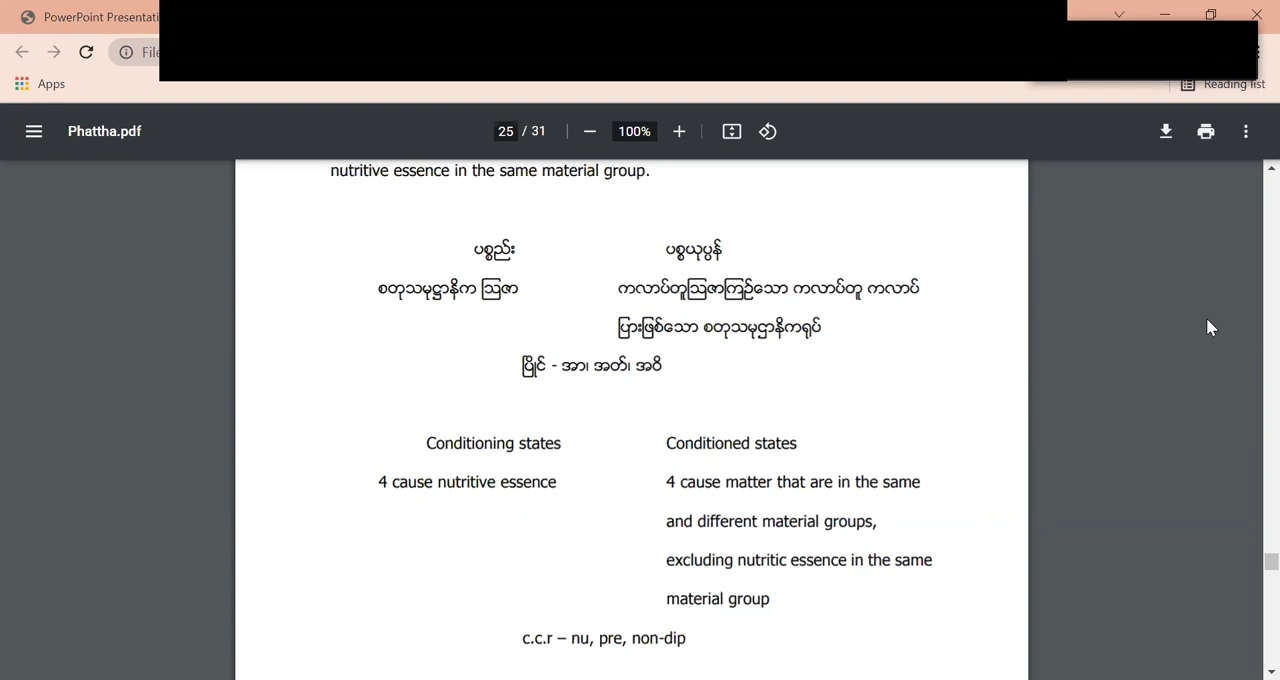 PowerPoint Presentati
File
Apps
Reading list
Phattha.pdf
25 / 31
100%
nutritive essence in the same material group.
ပစ္စည်း ပစ္စယုပ္ပန်
စတုသမုဋ္ဌာနိက ဩဇာ ကလာပ်တူဩဇာကြဉ်သော ကလာပ်တူ ကလာပ်
ပြားဖြစ်သော စတုသမုဌာနိကရုပ်
ပြိုင် - အာ၊ အတ်၊ အဝိ
Conditioning states Conditioned states
4 cause nutritive essence 4 cause matter that are in the same
and different material groups,
excluding nutritic essence in the same
material group
c.c.r – nu, pre, non-dip